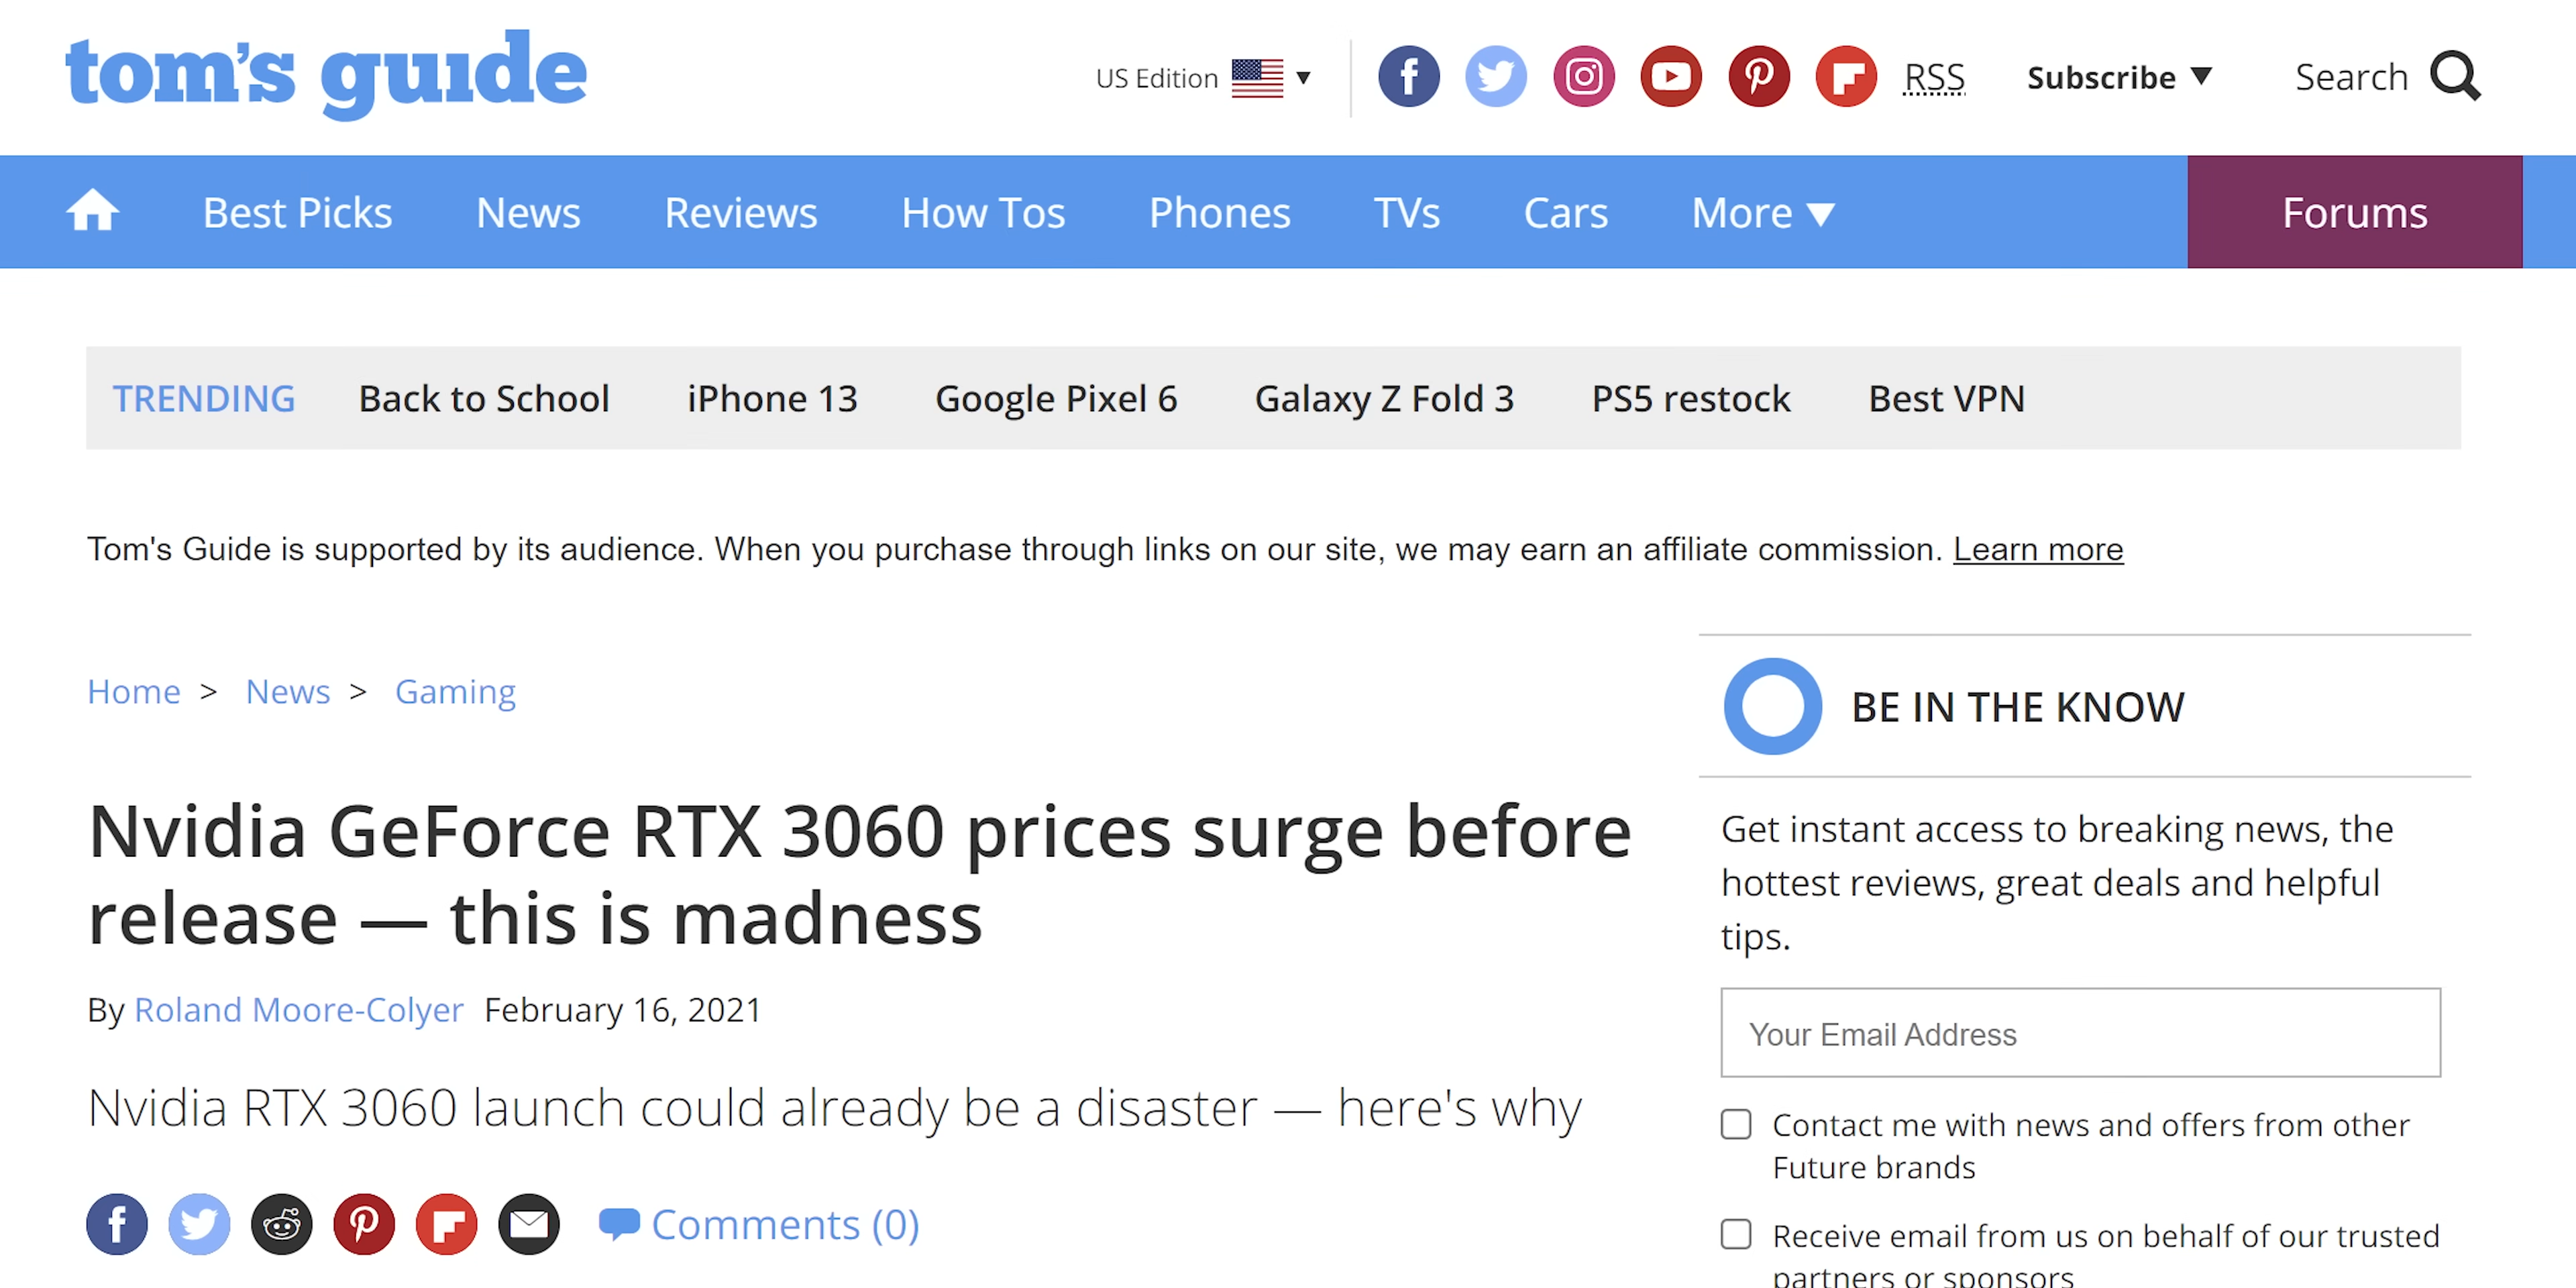 tom's guide
US Edition
RSS
Subscribe
Search
Best Picks
News
Reviews
How Tos
Phones
TVs
Cars
More
Forums
TRENDING
Back to School
iPhone 13
Google Pixel 6
Galaxy Z Fold 3
PS5 restock
Best VPN
Tom's Guide is supported by its audience. When you purchase through links on our site, we may earn an affiliate commission. Learn more
Home > News > Gaming
Nvidia GeForce RTX 3060 prices surge before
release — this is madness
By Roland Moore-Colyer February 16, 2021
Nvidia RTX 3060 launch could already be a disaster — here's why
Comments (0)
BE IN THE KNOW
Get instant access to breaking news, the
hottest reviews, great deals and helpful
tips.
Your Email Address
Contact me with news and offers from other
Future brands
Receive email from us on behalf of our trusted
partners or sponsors